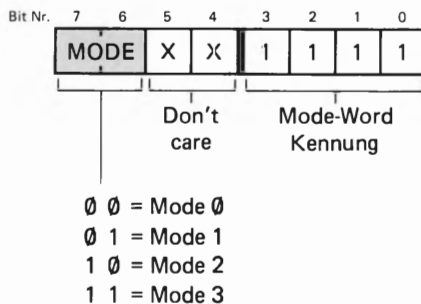 Bit Nr. 7 6 5 4 3 2 1 0
MODE X X 1 1 1 1
Don't Mode-Word
care Kennung
Ø Ø = Mode Ø
Ø 1 = Mode 1
1 Ø = Mode 2
1 1 = Mode 3